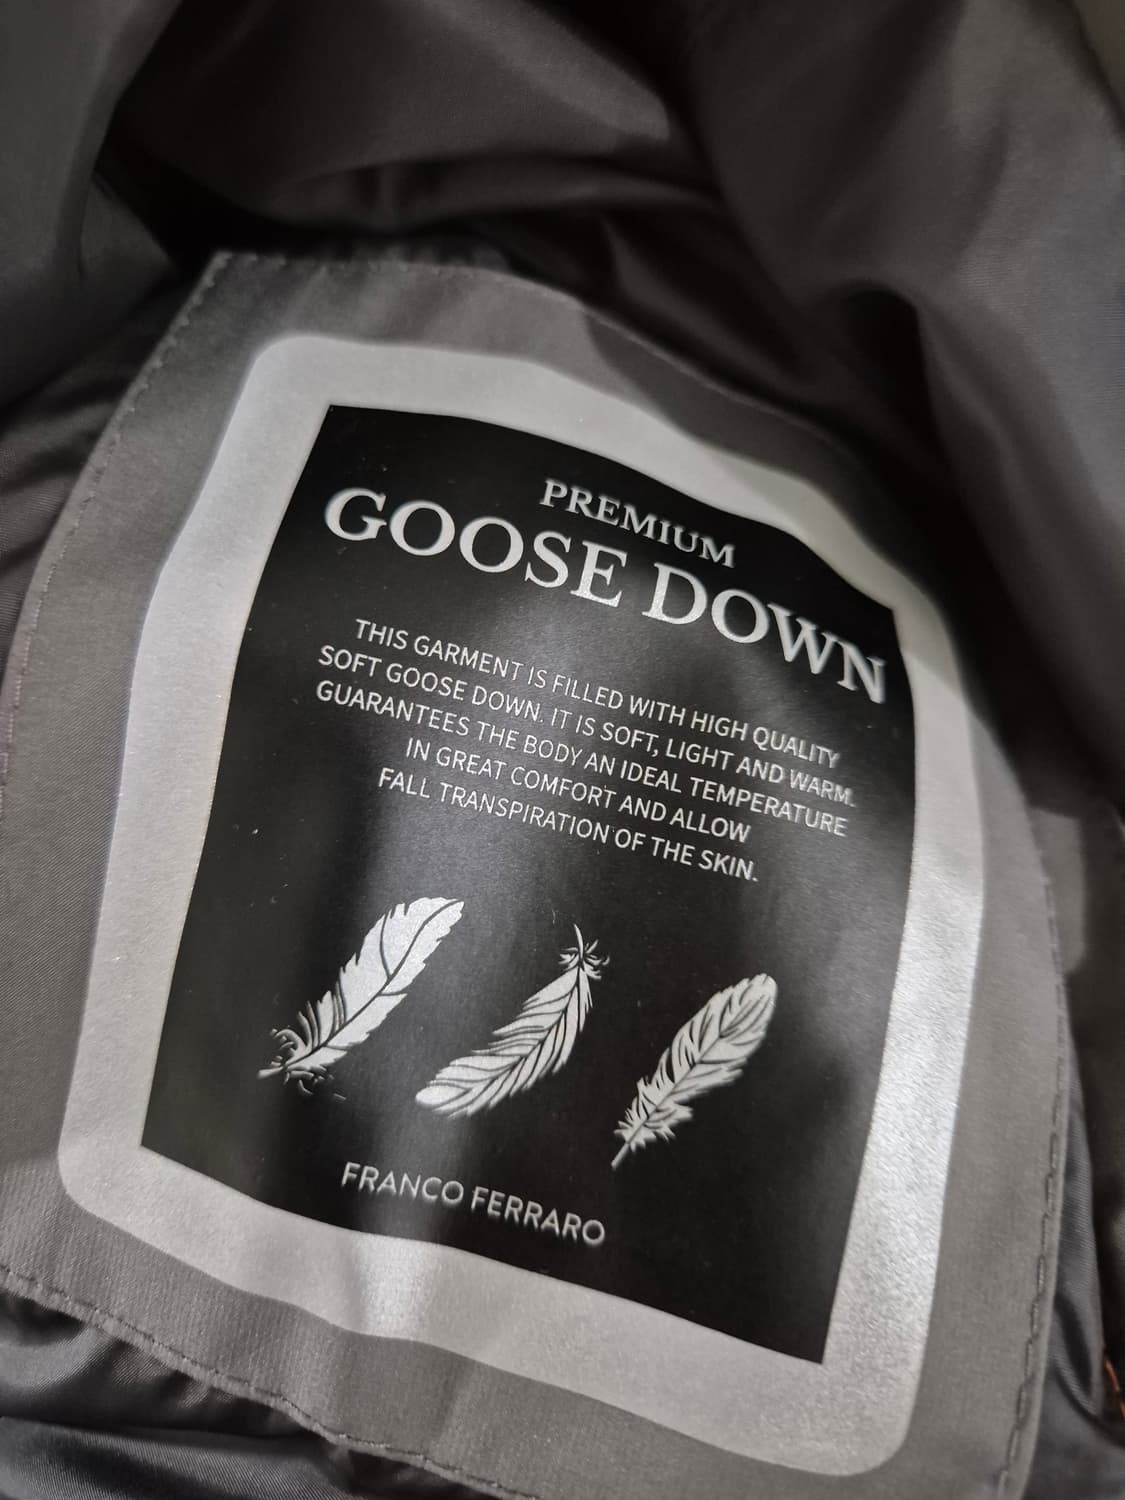 PREMIUM
GOOSE DOWN
THIS GARMENT IS FILLED WITH HIGH QUALITY
SOFT GOOSE DOWN. IT IS SOFT, LIGHT AND WARM.
GUARANTEES THE BODY AN IDEAL TEMPERATURE
IN GREAT COMFORT AND ALLOW
FALL TRANSPIRATION OF THE SKIN.
FRANCO FERRARO